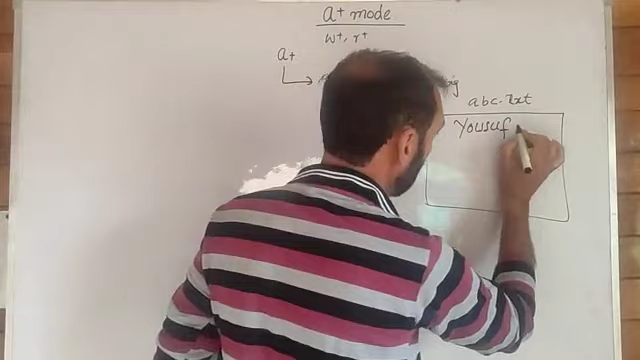 a+ mode
w+, r+
a+
abc.txt
Yousuf